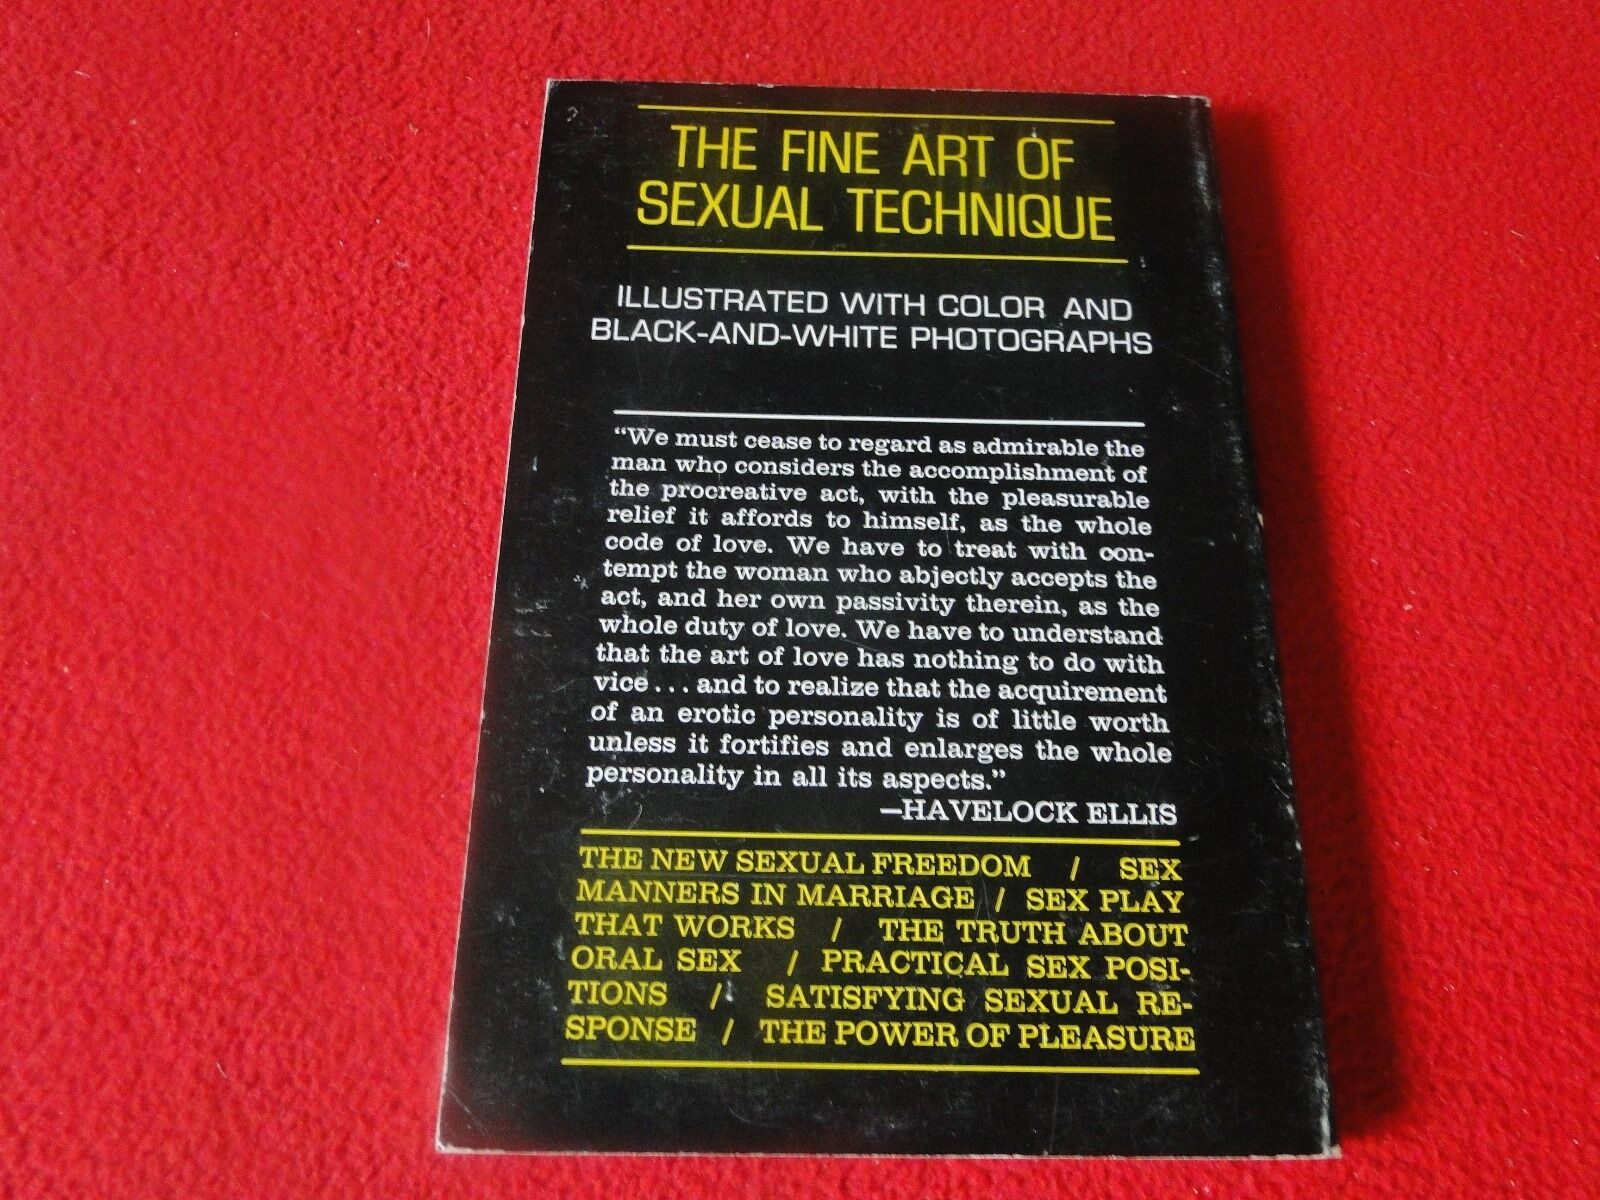 THE FINE ART OF
SEXUAL TECHNIQUE
ILLUSTRATED WITH COLOR AND
BLACK-AND-WHITE PHOTOGRAPHS
“We must cease to regard as admirable the
man who considers the accomplishment of
the procreative act, with the pleasurable
relief it affords to himself, as the whole
code of love. We have to treat with con-
tempt the woman who abjectly accepts the
act, and her own passivity therein, as the
whole duty of love. We have to understand
that the art of love has nothing to do with
vice . . . and to realize that the acquirement
of an erotic personality is of little worth
unless it fortifies and enlarges the whole
personality in all its aspects.”
—HAVELOCK ELLIS
THE NEW SEXUAL FREEDOM / SEX
MANNERS IN MARRIAGE / SEX PLAY
THAT WORKS / THE TRUTH ABOUT
ORAL SEX / PRACTICAL SEX POSI-
TIONS / SATISFYING SEXUAL RE-
SPONSE / THE POWER OF PLEASURE